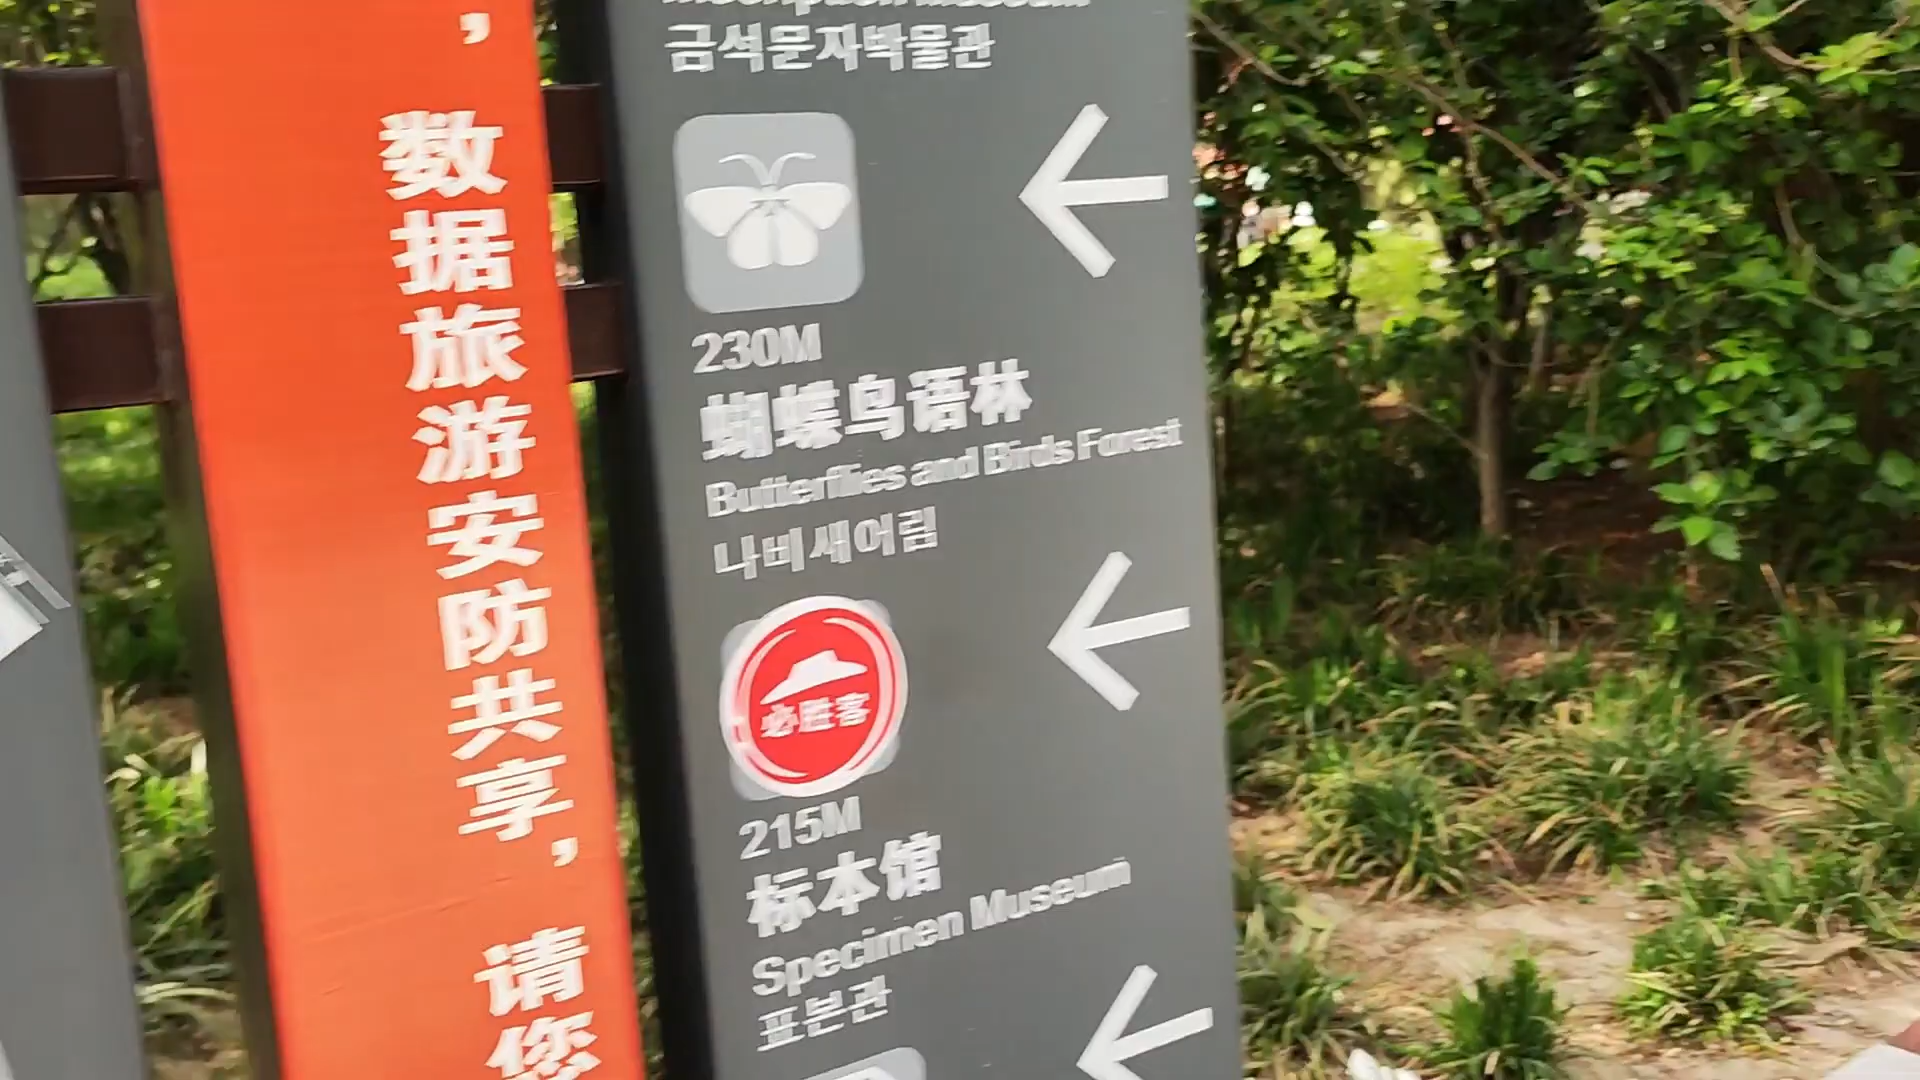 ，数据旅游安防共享，请您
금석문자박물관
230M
蝴蝶鸟语林
Butterflies and Birds Forest
나비새어림
必胜客
215M
标本馆
Specimen Museum
표본관